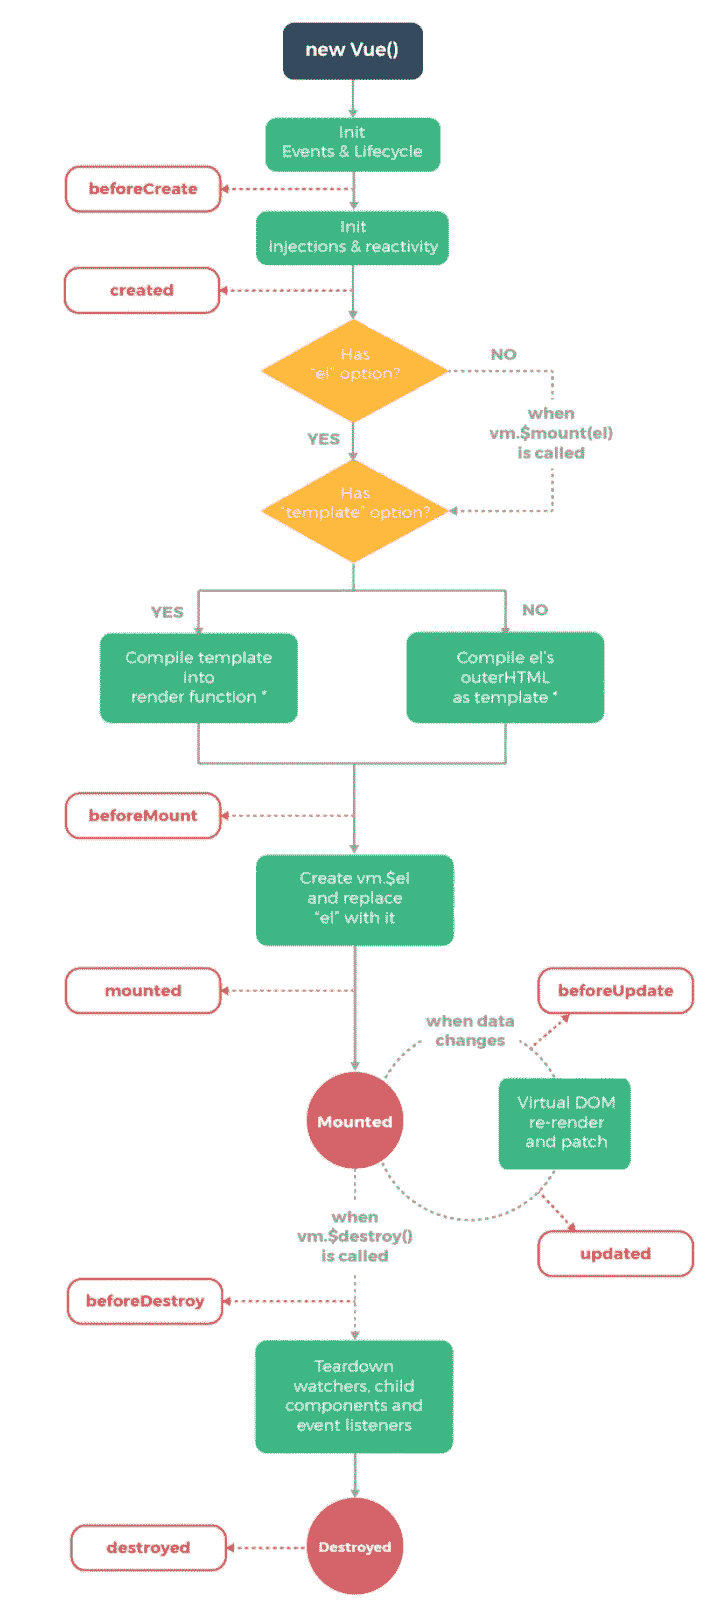 new Vue()
Init
Events & Lifecycle
beforeCreate
Init
injections & reactivity
created
Has
"el" option?
NO
when
vm.$mount(el)
is called
YES
Has
"template" option?
YES
NO
Compile template
into
render function *
Compile el's
outerHTML
as template *
beforeMount
Create vm.$el
and replace
"el" with it
mounted
beforeUpdate
when data
changes
Mounted
Virtual DOM
re-render
and patch
when
vm.$destroy()
is called
updated
beforeDestroy
Teardown
watchers, child
components and
event listeners
destroyed
Destroyed